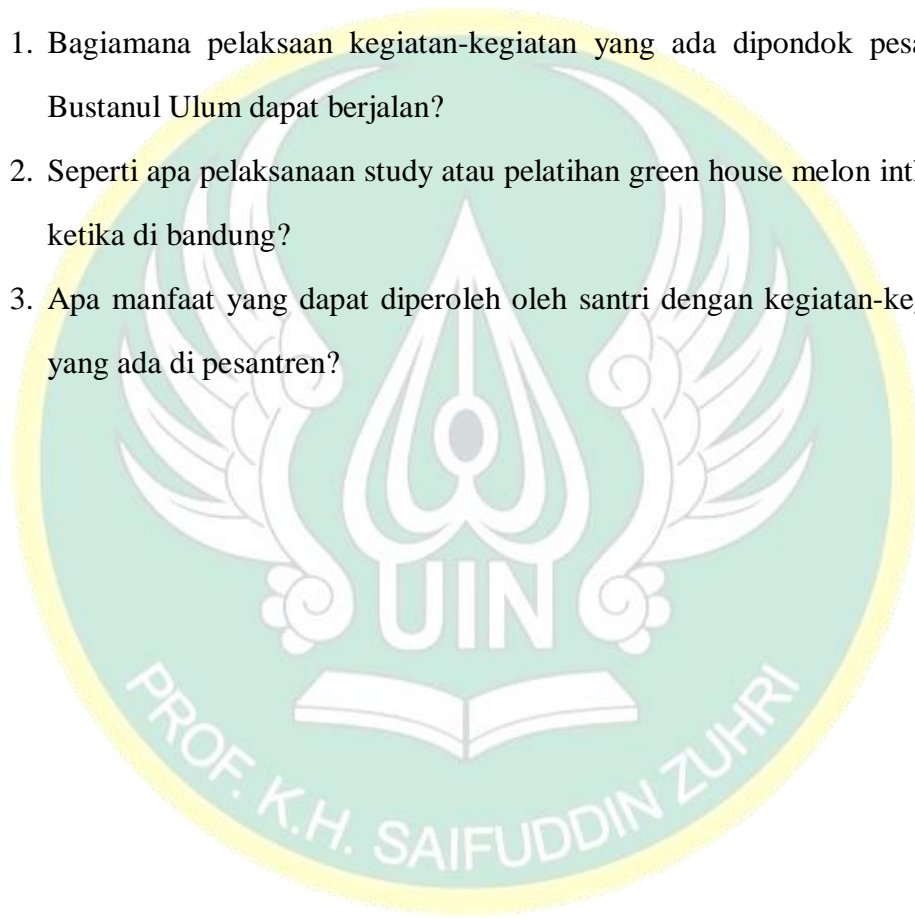 1. Bagiamana pelaksaan kegiatan-kegiatan yang ada dipondok
Bustanul Ulum dapat berjalan?
2. Seperti apa pelaksanaan study atau pelatihan green house melon
ketika di bandung?
3. Apa manfaat yang dapat diperoleh oleh santri dengan
yang ada di pesantren?
UIN
PROF. K.H. SAIFUDDIN ZUHRI